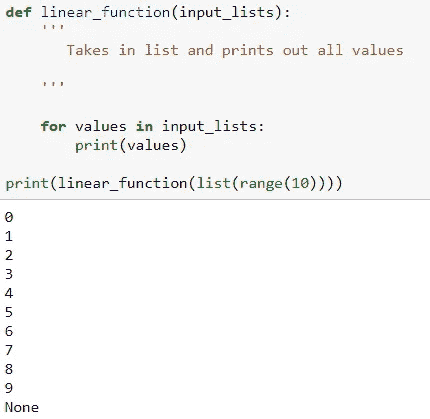 def linear_function(input_lists):
    '''
       Takes in list and prints out all values

    '''

    for values in input_lists:
        print(values)

print(linear_function(list(range(10))))
0
1
2
3
4
5
6
7
8
9
None